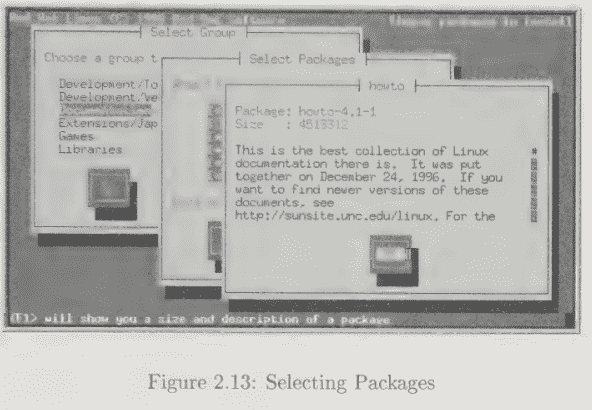 Select Group
Choose a group t
Development/To
Development/We
Extensions/Jap
Games
Libraries
Select Packages
howto
Package: howto-4.1-1
Size : 4513312
This is the best collection of Linux
documentation there is. It was put
together on December 24, 1996. If you
want to find newer versions of these
documents, see
http://sunsite.unc.edu/linux. For the
<F1> will show you a size and description of a package
Figure 2.13: Selecting Packages